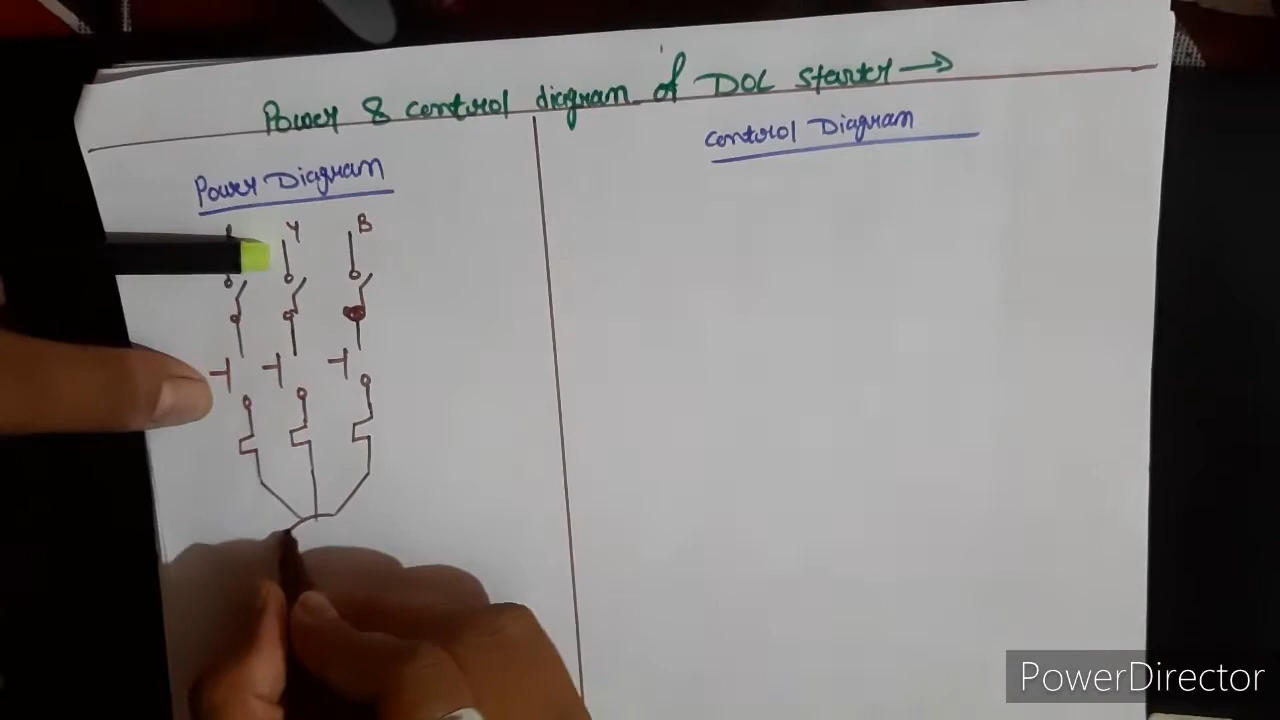 Power & control diagram of DOL starter
Control Diagram
Power Diagram
Y B
PowerDirector